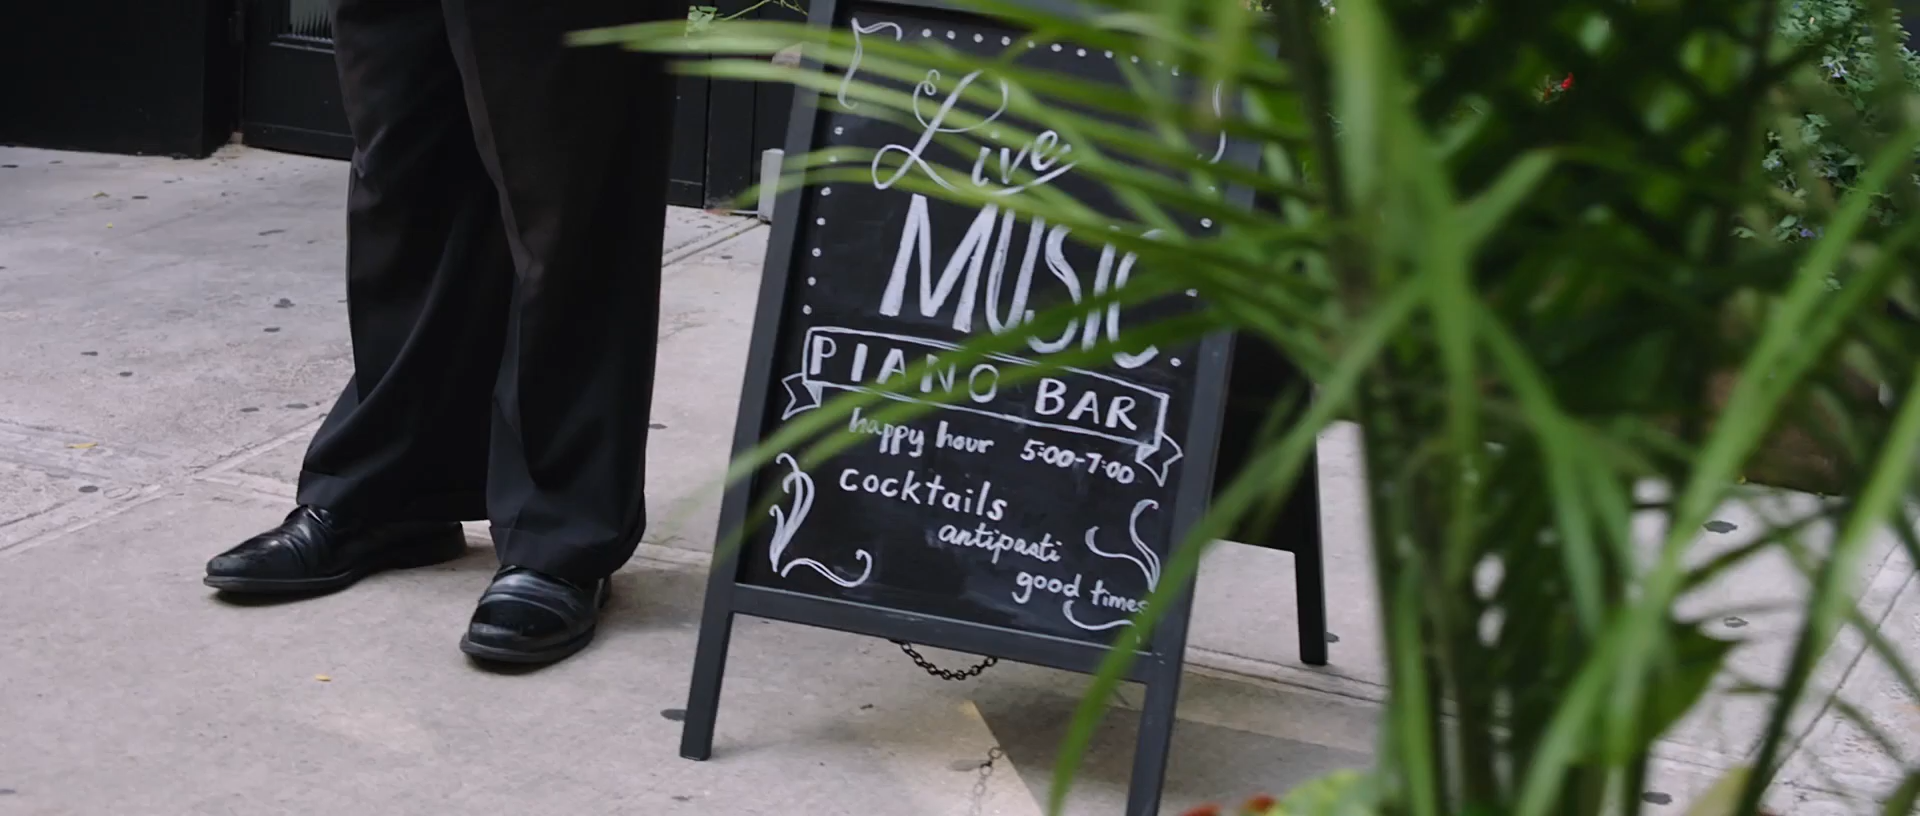 Live
MUSIC.
PIANO BAR
happy hour 5:00-7:00
cocktails
antipasti
good times